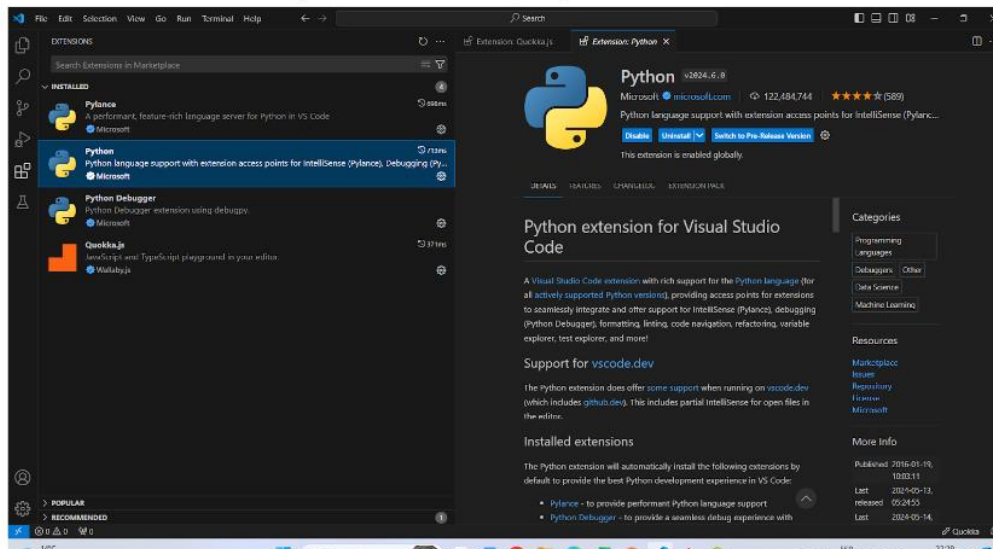 File Edit Selection View Go Run Terminal Help
Search
EXTENSIONS
Search Extensions in Marketplace
INSTALLED
4
Pylance
698ms
A performant, feature-rich language server for Python in VS Code
Microsoft
Python
713ms
Python language support with extension access points for IntelliSense (Pylance), Debugging (Py...
Microsoft
Python Debugger
Python Debugger extension using debugpy.
Microsoft
Quokka.js
371ms
JavaScript and TypeScript playground in your editor.
Wallaby.js
POPULAR
RECOMMENDED
1
Extension: Quokka.js
Extension: Python
Python v2024.6.0
Microsoft microsoft.com 122,484,744 (589)
Python language support with extension access points for IntelliSense (Pylanc...
Disable Uninstall Switch to Pre-Release Version
This extension is enabled globally.
DETAILS FEATURES CHANGELOG EXTENSION PACK
Python extension for Visual Studio
Code
A Visual Studio Code extension with rich support for the Python language (for
all actively supported Python versions), providing access points for extensions
to seamlessly integrate and offer support for IntelliSense (Pylance), debugging
(Python Debugger), formatting, linting, code navigation, refactoring, variable
explorer, test explorer, and more!
Support for vscode.dev
The Python extension does offer some support when running on vscode.dev
(which includes github.dev). This includes partial IntelliSense for open files in
the editor.
Installed extensions
The Python extension will automatically install the following extensions by
default to provide the best Python development experience in VS Code:
• Pylance - to provide performant Python language support
• Python Debugger - to provide a seamless debug experience with
Categories
Programming
Languages
Debuggers Other
Data Science
Machine Learning
Resources
Marketplace
Issues
Repository
License
Microsoft
More Info
Published 2016-01-19,
10:03:11
Last 2024-05-13,
released 05:24:55
Last 2024-05-14,
0 0 0
Quokka